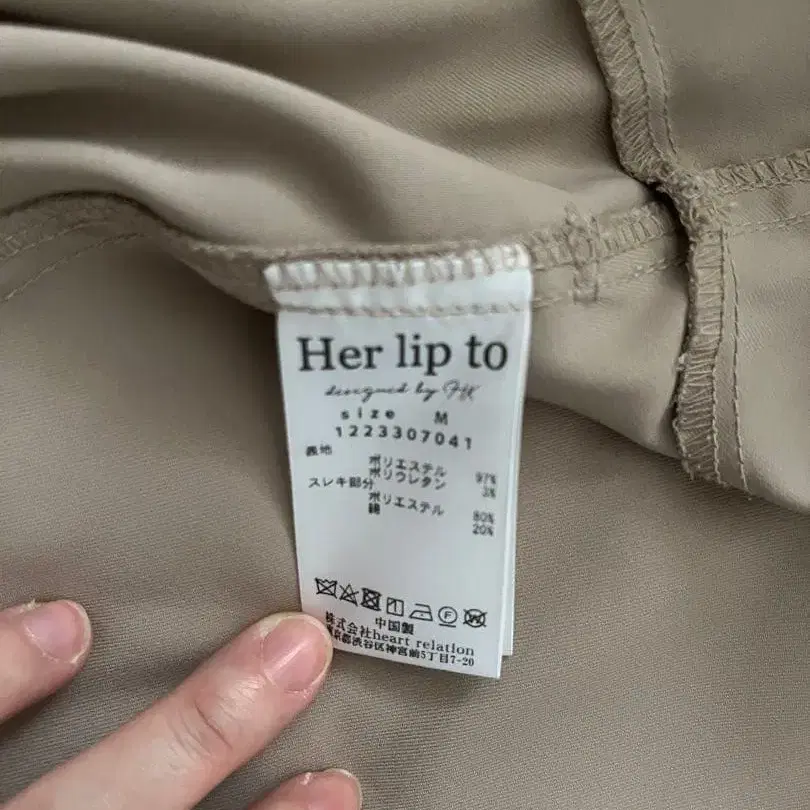 Her lip to
designed by HK
size M
1223307041
表地
ポリエステル 97%
ポリウレタン 3%
スレキ部分
ポリエステル 80%
綿 20%
中国製
株式会社heart relation
東京都渋谷区神宮前5丁目7-20